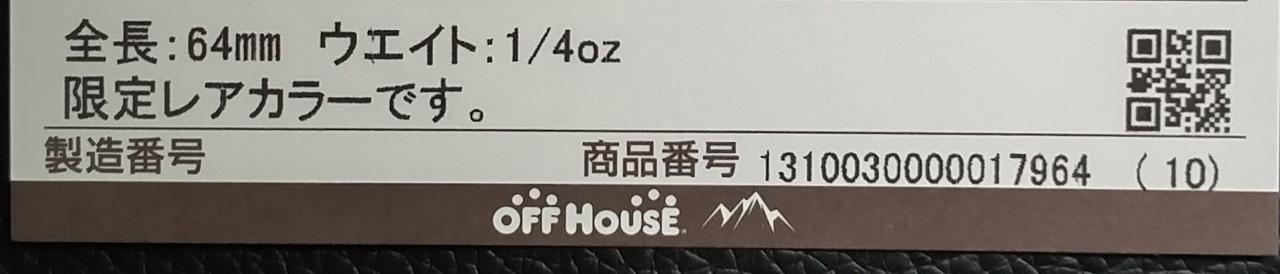 全長:64mm ウエイト:1/4oz
限定レアカラーです。
製造番号 商品番号 1310030000017964 (10)
OFF HOUSE